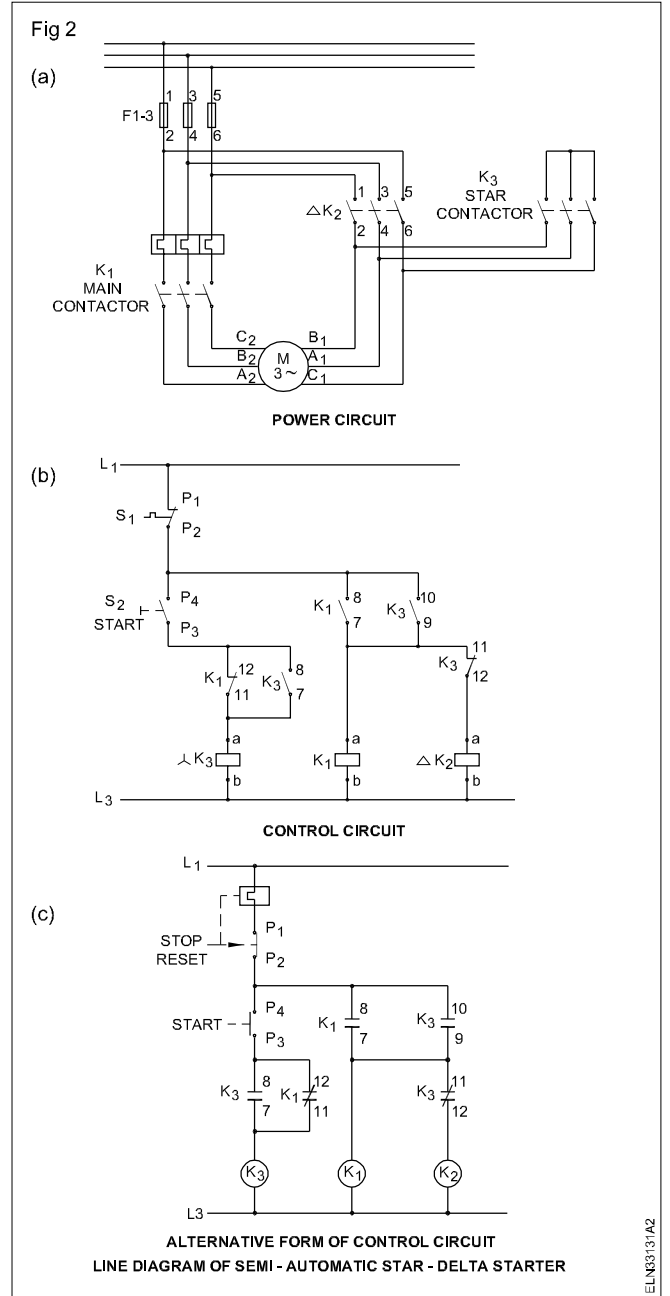 Fig 2
(a)
1 3 5
F1-3
2 4 6
K3
STAR
CONTACTOR
1 3 5
△K2
2 4 6
K1
MAIN
CONTACTOR
C2 B1
B2 M A1
A2 3~ C1
POWER CIRCUIT
(b)
L1
P1
S1
P2
S2 P4
START P3
K1 8
7
K3 10
9
K1 12
11
K3 8
7
K3 11
12
a a a
⅄ K3 K1 △ K2
b b b
L3
CONTROL CIRCUIT
(c)
L1
STOP P1
RESET P2
START P4
P3
K1 8
7
K3 10
9
K3 8
7
K1 12
11
K3 11
12
K3 K1 K2
L3
ALTERNATIVE FORM OF CONTROL CIRCUIT
LINE DIAGRAM OF SEMI - AUTOMATIC STAR - DELTA STARTER
ELN33131A2